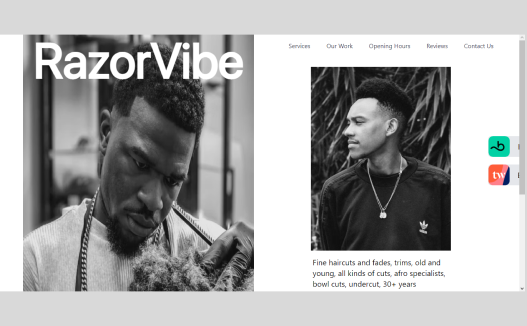 RazorVibe
Services
Our Work
Opening Hours
Reviews
Contact Us
Fine haircuts and fades, trims, old and
young, all kinds of cuts, afro specialists,
bowl cuts, undercut, 30+ years
tw